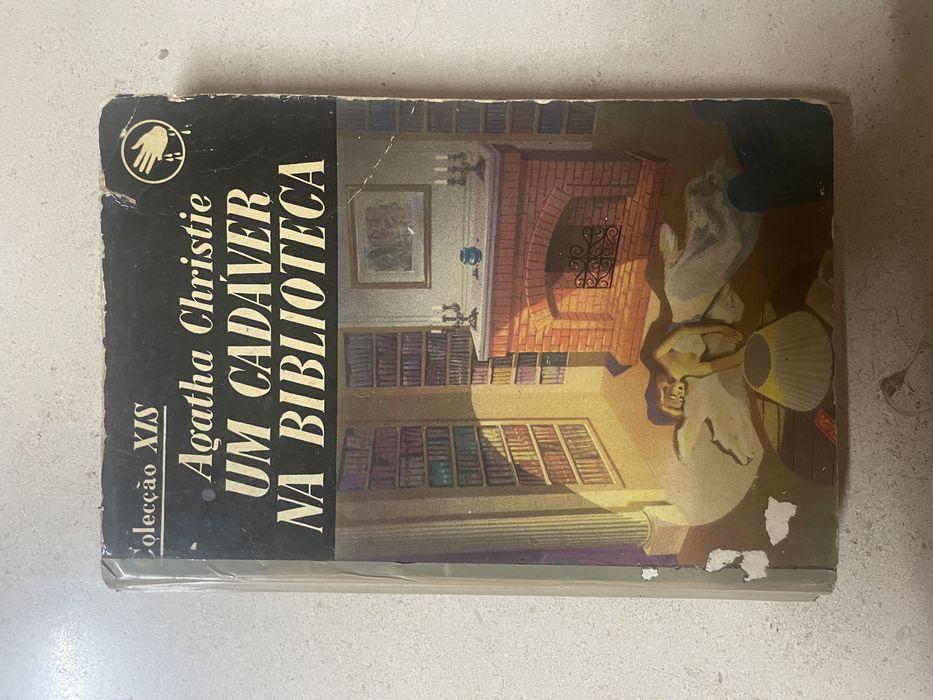 Colecção XIS
Agatha Christie
UM CADÁVER
NA BIBLIOTECA